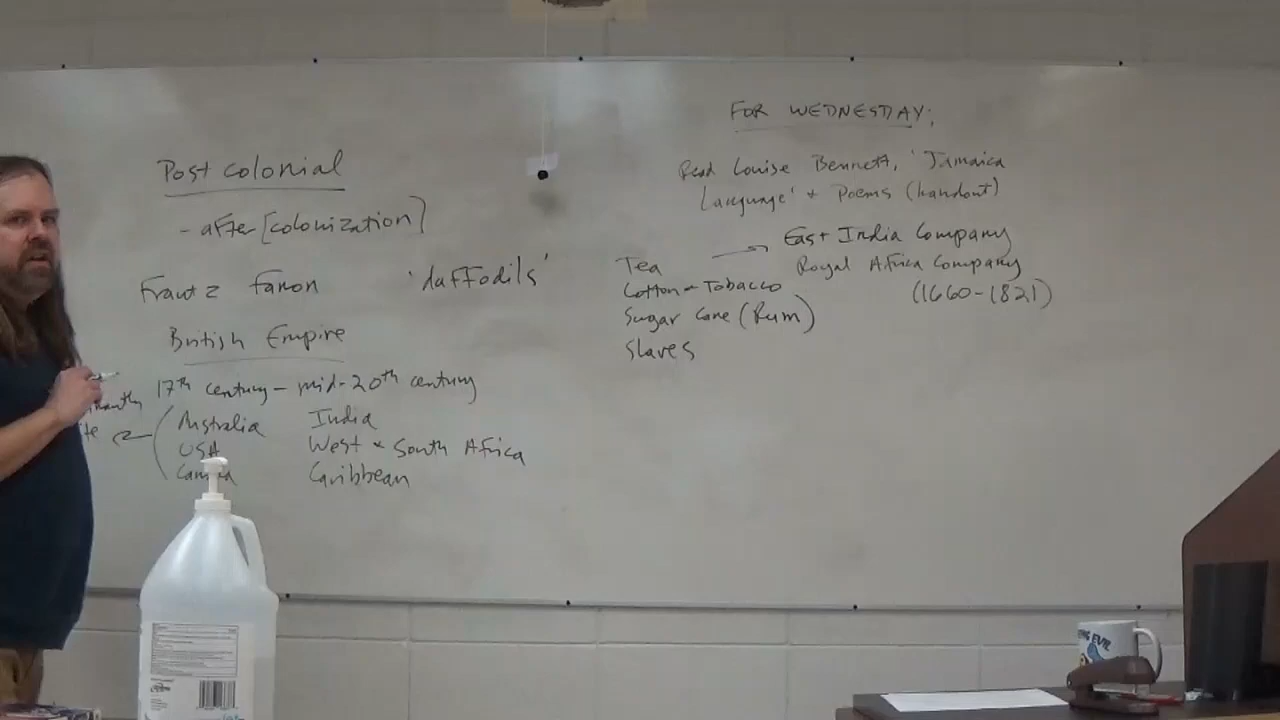 Postcolonial
- after [colonization]
Frantz Fanon
'daffodils'
British Empire
17th century - mid-20th century
Australia
India
USA
West & South Africa
Canada
Caribbean
FOR WEDNESDAY:
Read Louise Bennett, 'Jamaica
Language' + Poems (handout)
→ East India Company
Tea
Royal Africa Company
Cotton & Tobacco
(1660-1821)
Sugar Cane (Rum)
Slaves